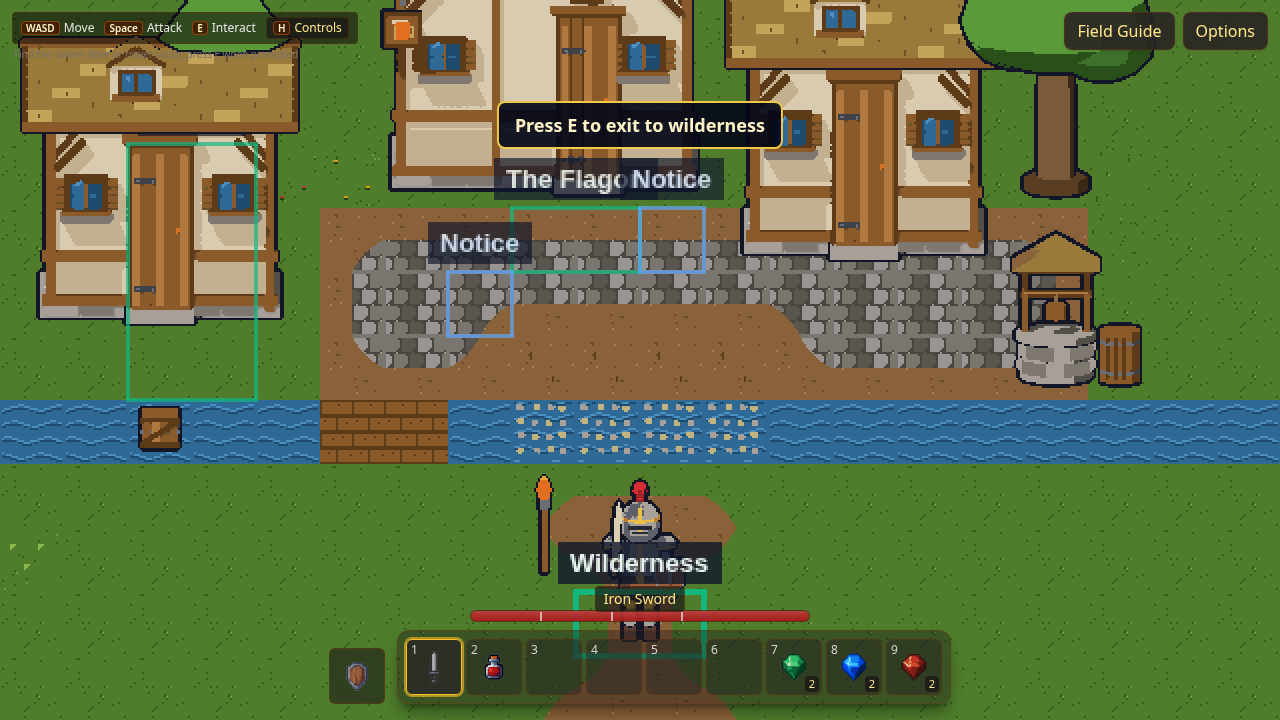 WASD Move Space Attack E Interact H Controls
Field Guide
Options
Press E to exit to wilderness
The Flago
Notice
Notice
Wilderness
Iron Sword
1 2 3 4 5 6 7 8 9
2 2 2